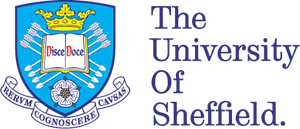 Disce Doce
RERVM COGNOSCERE CAVSAS
The
University
Of
Sheffield.